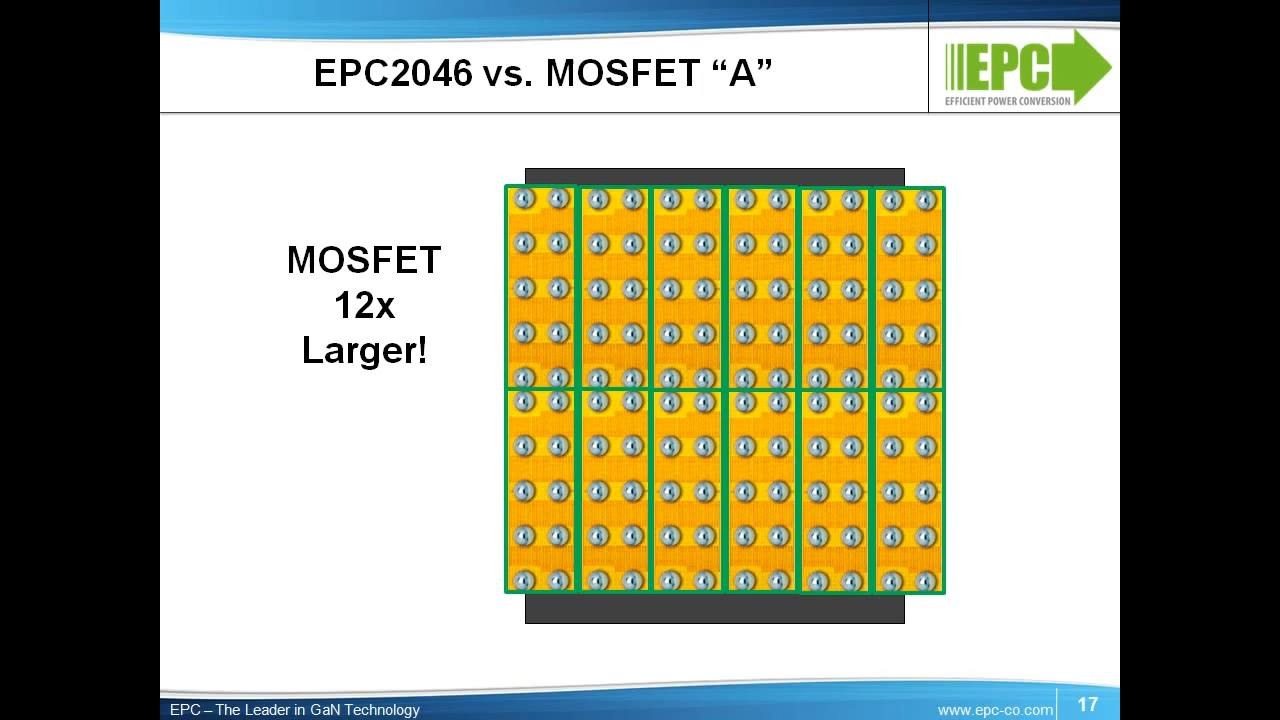 EPC2046 vs. MOSFET “A”
EPC
EFFICIENT POWER CONVERSION
MOSFET
12x
Larger!
EPC – The Leader in GaN Technology
www.epc-co.com
17